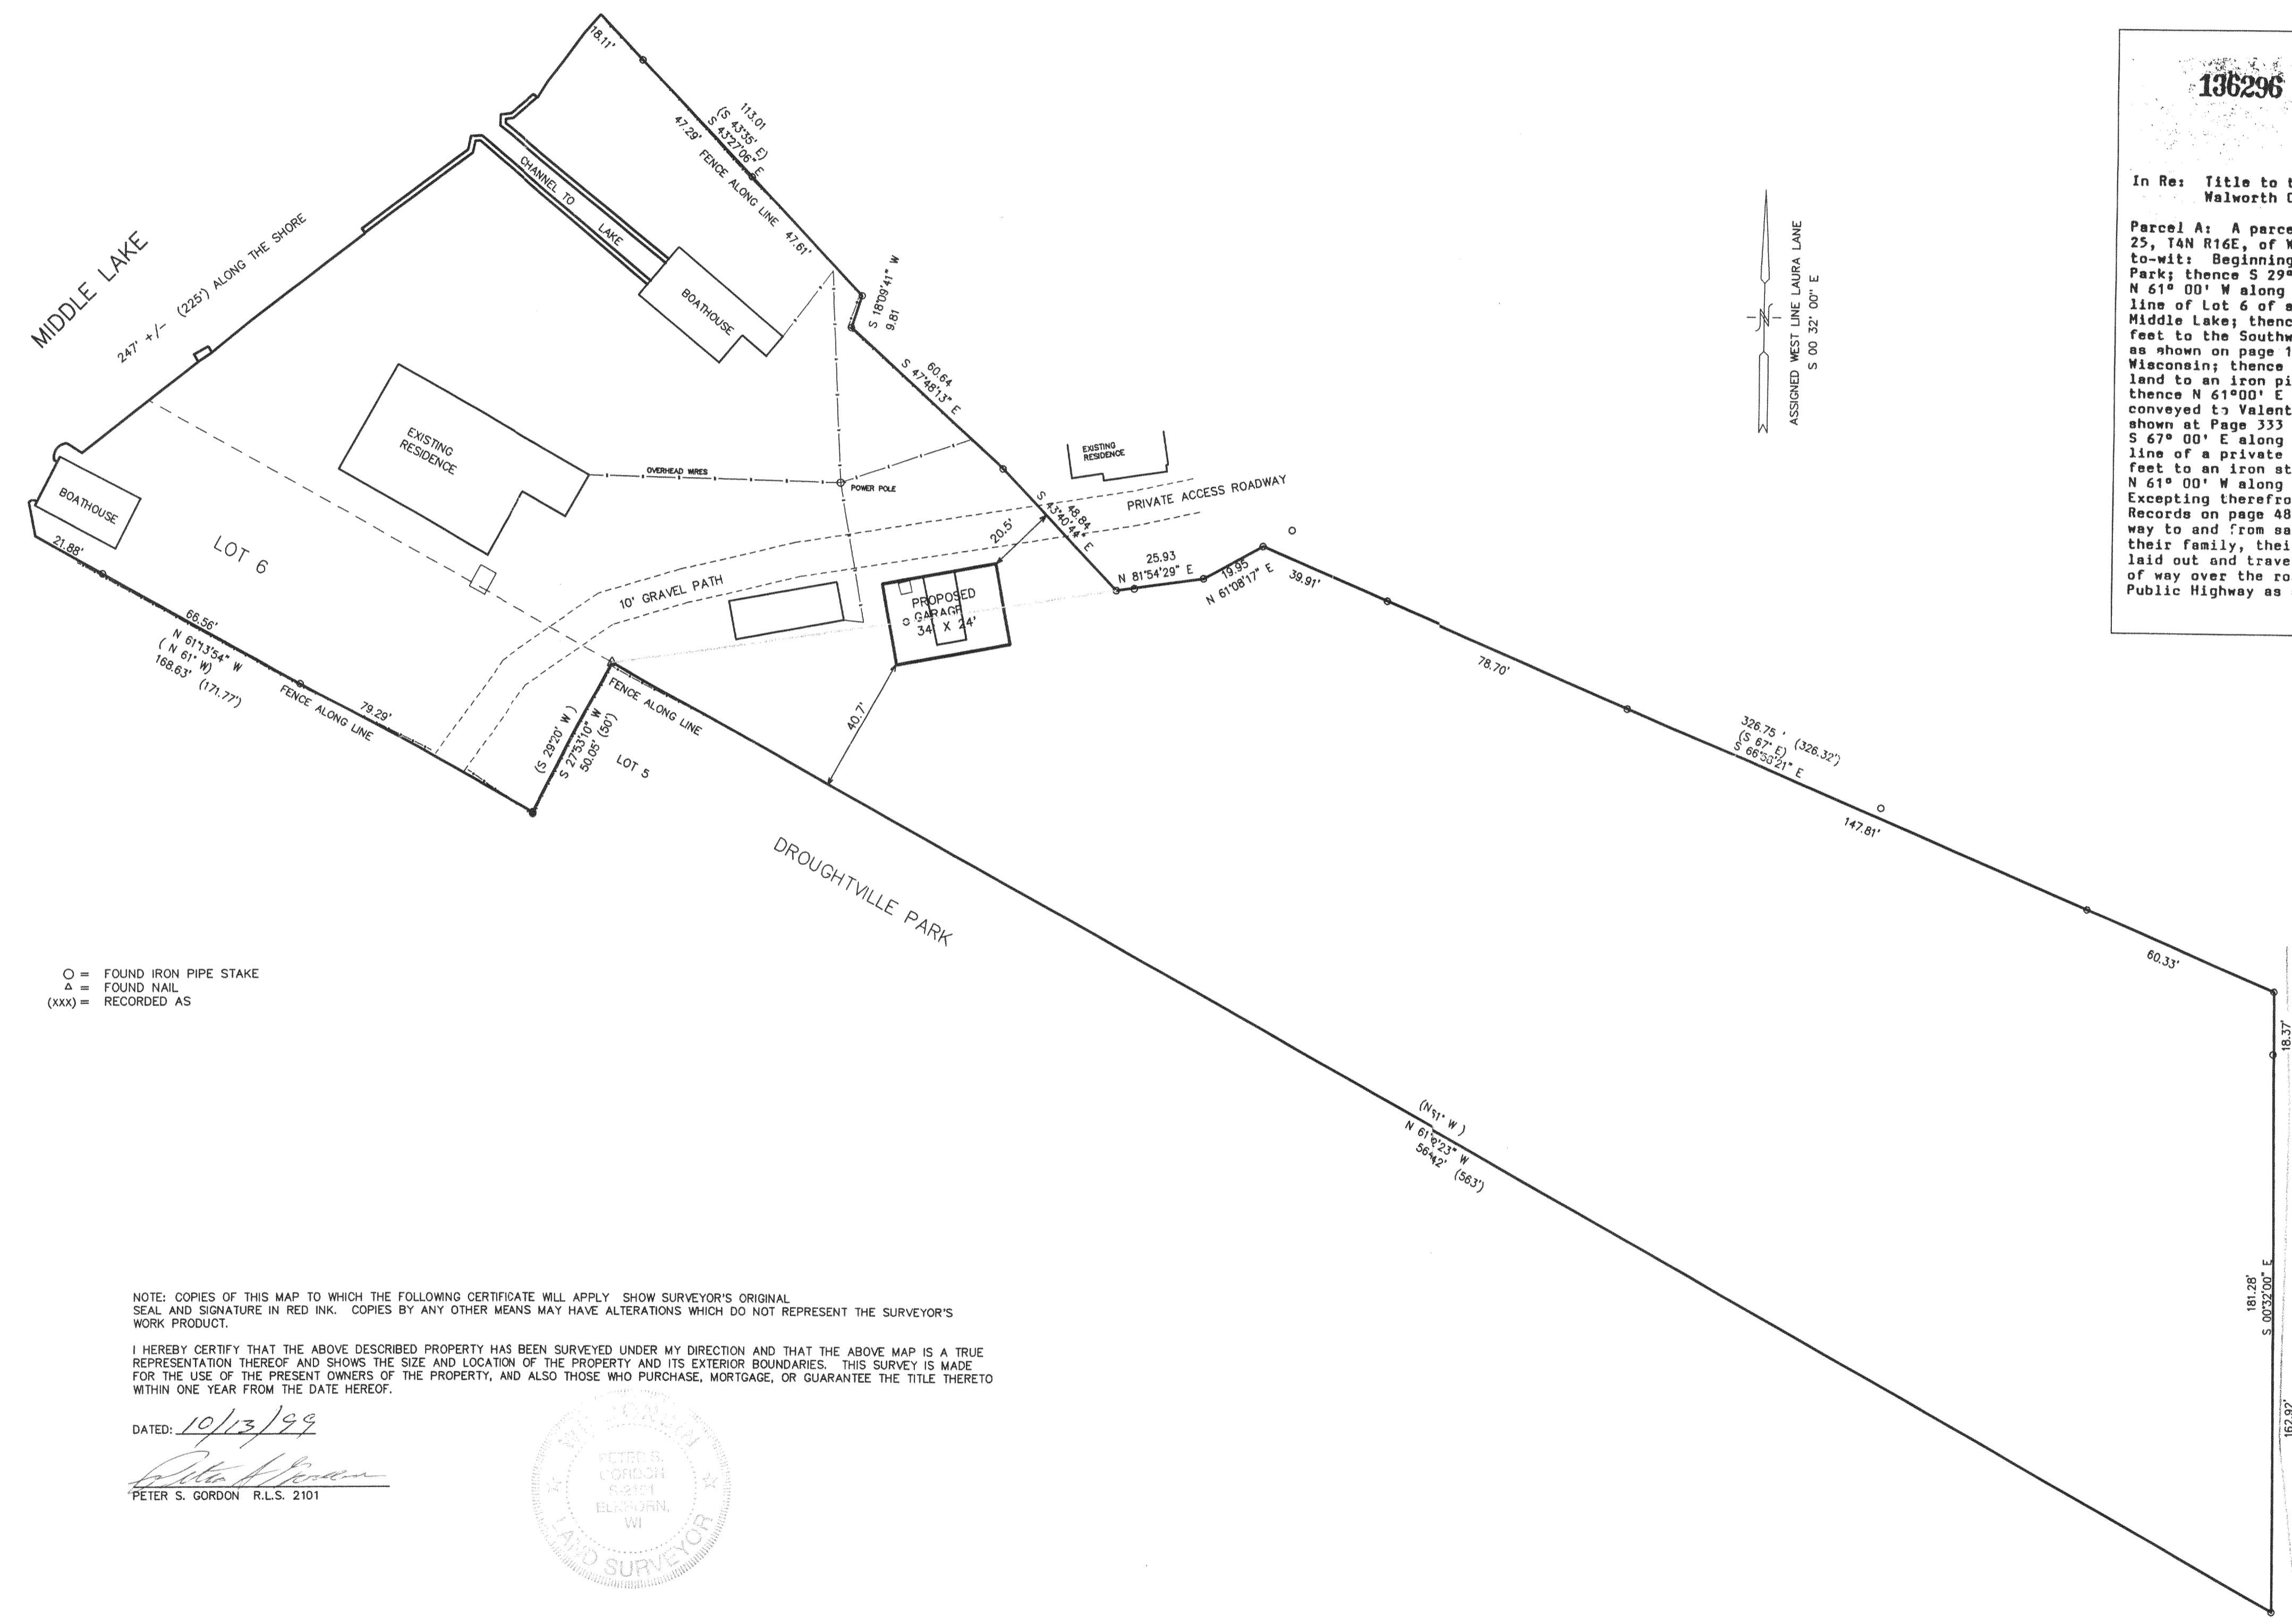 18.11'
113.01
(S 43°35' E)
S 43°27'06" E
47.29'
FENCE ALONG LINE
47.61'
CHANNEL TO LAKE
BOATHOUSE
S 18°09'41" W
9.81
MIDDLE LAKE
247' +/- (225') ALONG THE SHORE
60.64
S 47°48'13" E
EXISTING
RESIDENCE
OVERHEAD WIRES
POWER POLE
EXISTING
RESIDENCE
PRIVATE ACCESS ROADWAY
48.84
S 43°40'44" E
20.5'
BOATHOUSE
LOT 6
21.88'
66.56'
N 61°13'54" W
( N 61° W)
168.63' (171.77')
79.29'
FENCE ALONG LINE
10' GRAVEL PATH
PROPOSED
GARAGE
34' X 24'
25.93
N 81°54'29" E
19.95
N 61°08'17" E
39.91'
78.70'
326.75 ' (326.32')
(S 67° E)
S 66°58'21" E
147.81'
60.33'
18.37'
181.28'
S 00°32'00" E
162.92'
(S 29°20' W )
S 27°53'10" W
50.05' (50')
FENCE ALONG LINE
LOT 5
40.7'
DROUGHTVILLE PARK
W )
(563')
N
ASSIGNED WEST LINE LAURA LANE
S 00 32' 00" E
136296
In Re: Title to
Walworth
Parcel A: A
25, T4N R16E, of
to-wit: Beginning
Park; thence S
N 61° 00' W along
line of Lot 6 of
Middle Lake;
feet to the
as shown on page
Wisconsin; thence
land to an iron
thence N 61°00' E
conveyed to
shown at Page 333
S 67° 00' E along
line of a private
feet to an iron
N 61° 00' W along
Excepting
Records on page
way to and from
their family,
laid out and
of way over the
Public Highway as
O = FOUND IRON PIPE STAKE
△ = FOUND NAIL
(XXX) = RECORDED AS
NOTE: COPIES OF THIS MAP TO WHICH THE FOLLOWING CERTIFICATE WILL APPLY SHOW SURVEYOR'S ORIGINAL
SEAL AND SIGNATURE IN RED INK. COPIES BY ANY OTHER MEANS MAY HAVE ALTERATIONS WHICH DO NOT REPRESENT THE SURVEYOR'S
WORK PRODUCT.
I HEREBY CERTIFY THAT THE ABOVE DESCRIBED PROPERTY HAS BEEN SURVEYED UNDER MY DIRECTION AND THAT THE ABOVE MAP IS A TRUE
REPRESENTATION THEREOF AND SHOWS THE SIZE AND LOCATION OF THE PROPERTY AND ITS EXTERIOR BOUNDARIES. THIS SURVEY IS MADE
FOR THE USE OF THE PRESENT OWNERS OF THE PROPERTY, AND ALSO THOSE WHO PURCHASE, MORTGAGE, OR GUARANTEE THE TITLE THERETO
WITHIN ONE YEAR FROM THE DATE HEREOF.
DATED: 10/13/99
PETER S. GORDON R.L.S. 2101
PETER S.
GORDON
S-2101
ELKHORN,
WI
LAND SURVEYOR